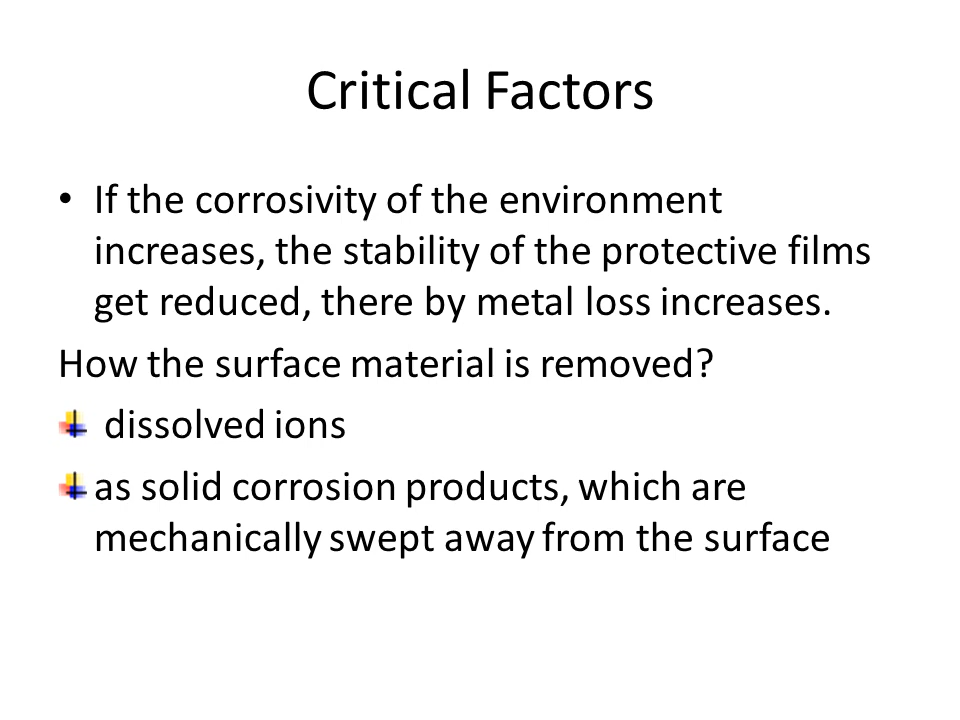 Critical Factors
• If the corrosivity of the environment
increases, the stability of the protective films
get reduced, there by metal loss increases.
How the surface material is removed?
dissolved ions
as solid corrosion products, which are
mechanically swept away from the surface